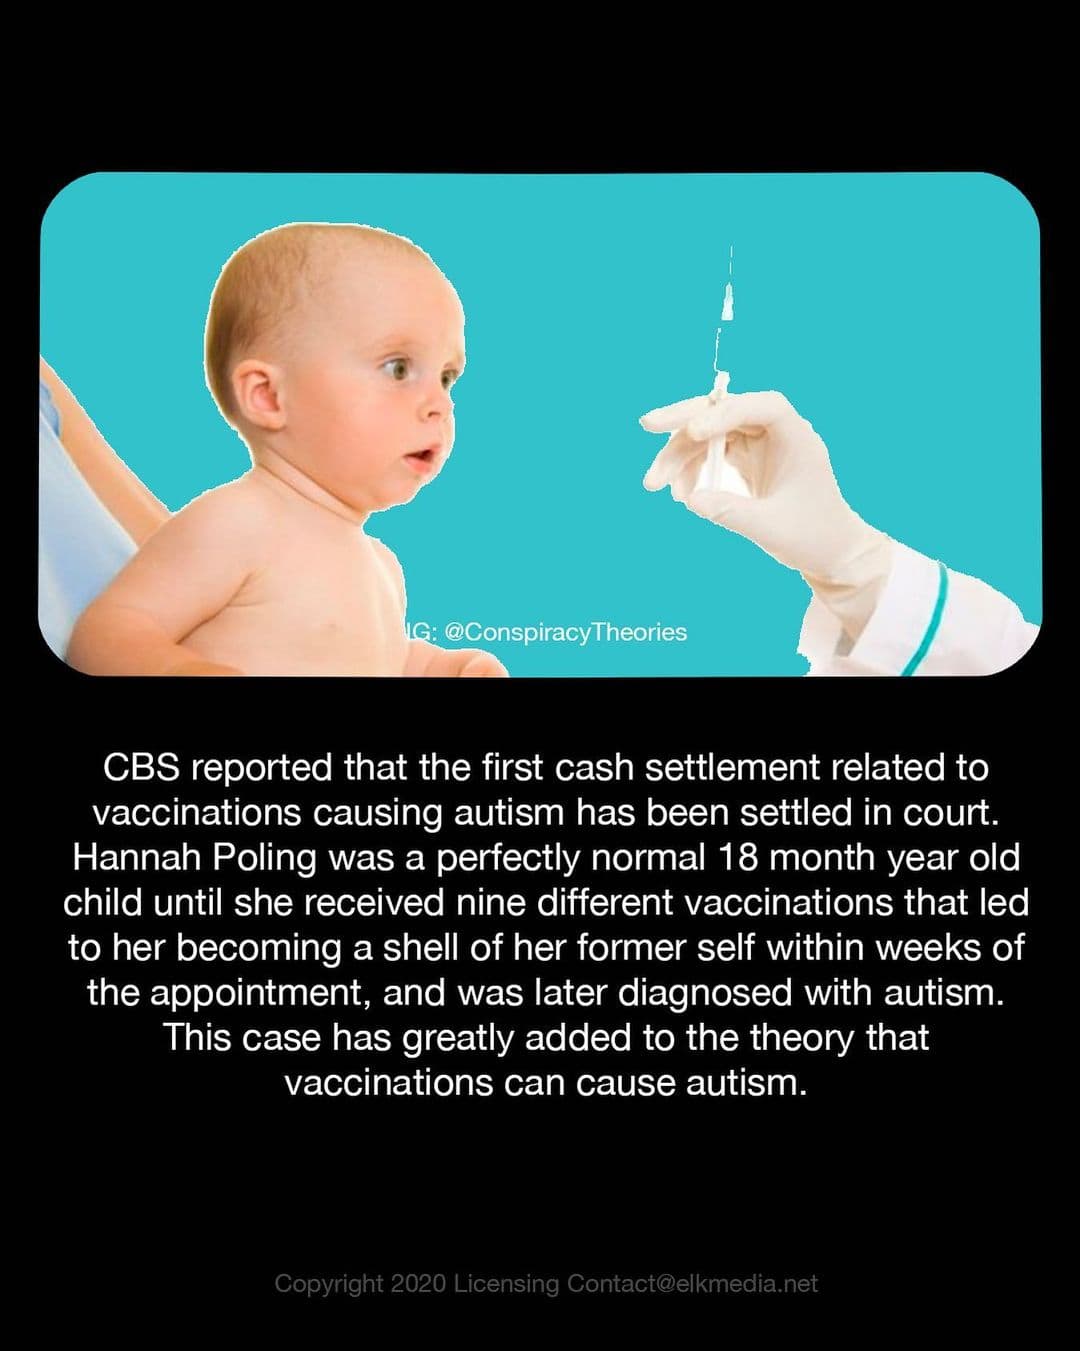 IG: @ConspiracyTheories
CBS reported that the first cash settlement related to
vaccinations causing autism has been settled in court.
Hannah Poling was a perfectly normal 18 month year old
child until she received nine different vaccinations that led
to her becoming a shell of her former self within weeks of
the appointment, and was later diagnosed with autism.
This case has greatly added to the theory that
vaccinations can cause autism.
Copyright 2020 Licensing Contact@elkmedia.net